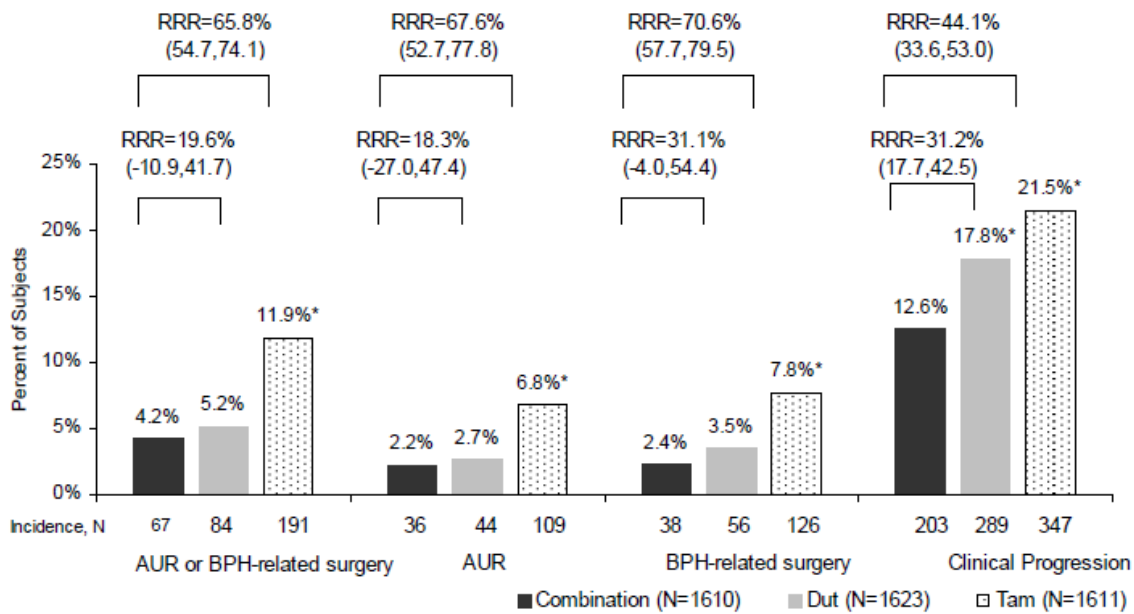 RRR=65.8% RRR=67.6% RRR=70.6% RRR=44.1%
(54.7,74.1) (52.7,77.8) (57.7,79.5) (33.6,53.0)
RRR=19.6% RRR=18.3% RRR=31.1% RRR=31.2%
(-10.9,41.7) (-27.0,47.4) (-4.0,54.4) (17.7,42.5)
Percent of Subjects
25%
20%
15%
10%
5%
0%
4.2% 5.2% 11.9%*
2.2% 2.7% 6.8%*
2.4% 3.5% 7.8%*
12.6% 17.8%* 21.5%*
Incidence, N 67 84 191 36 44 109 38 56 126 203 289 347
AUR or BPH-related surgery AUR BPH-related surgery Clinical Progression
Combination (N=1610) Dut (N=1623) Tam (N=1611)